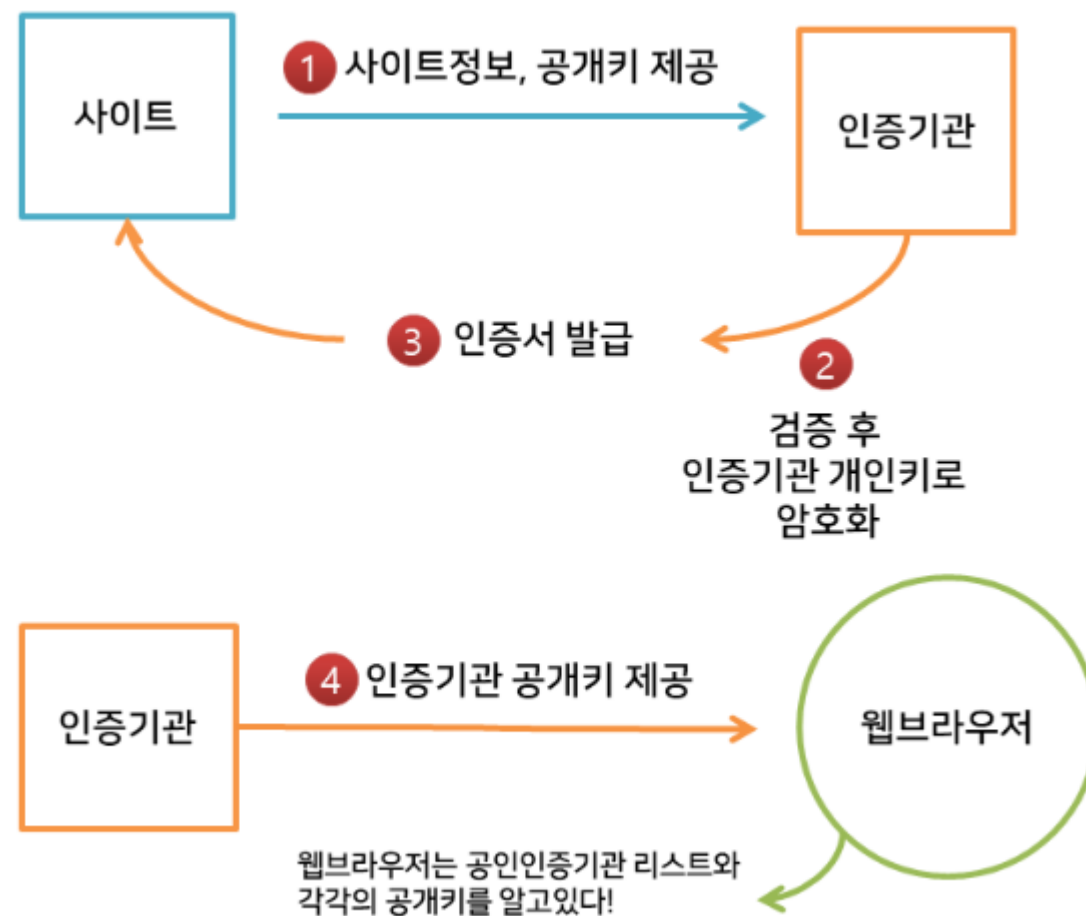 사이트
1 사이트정보, 공개키 제공
인증기관
3 인증서 발급
2
검증 후
인증기관 개인키로
암호화
인증기관
4 인증기관 공개키 제공
웹브라우저
웹브라우저는 공인인증기관 리스트와
각각의 공개키를 알고있다!